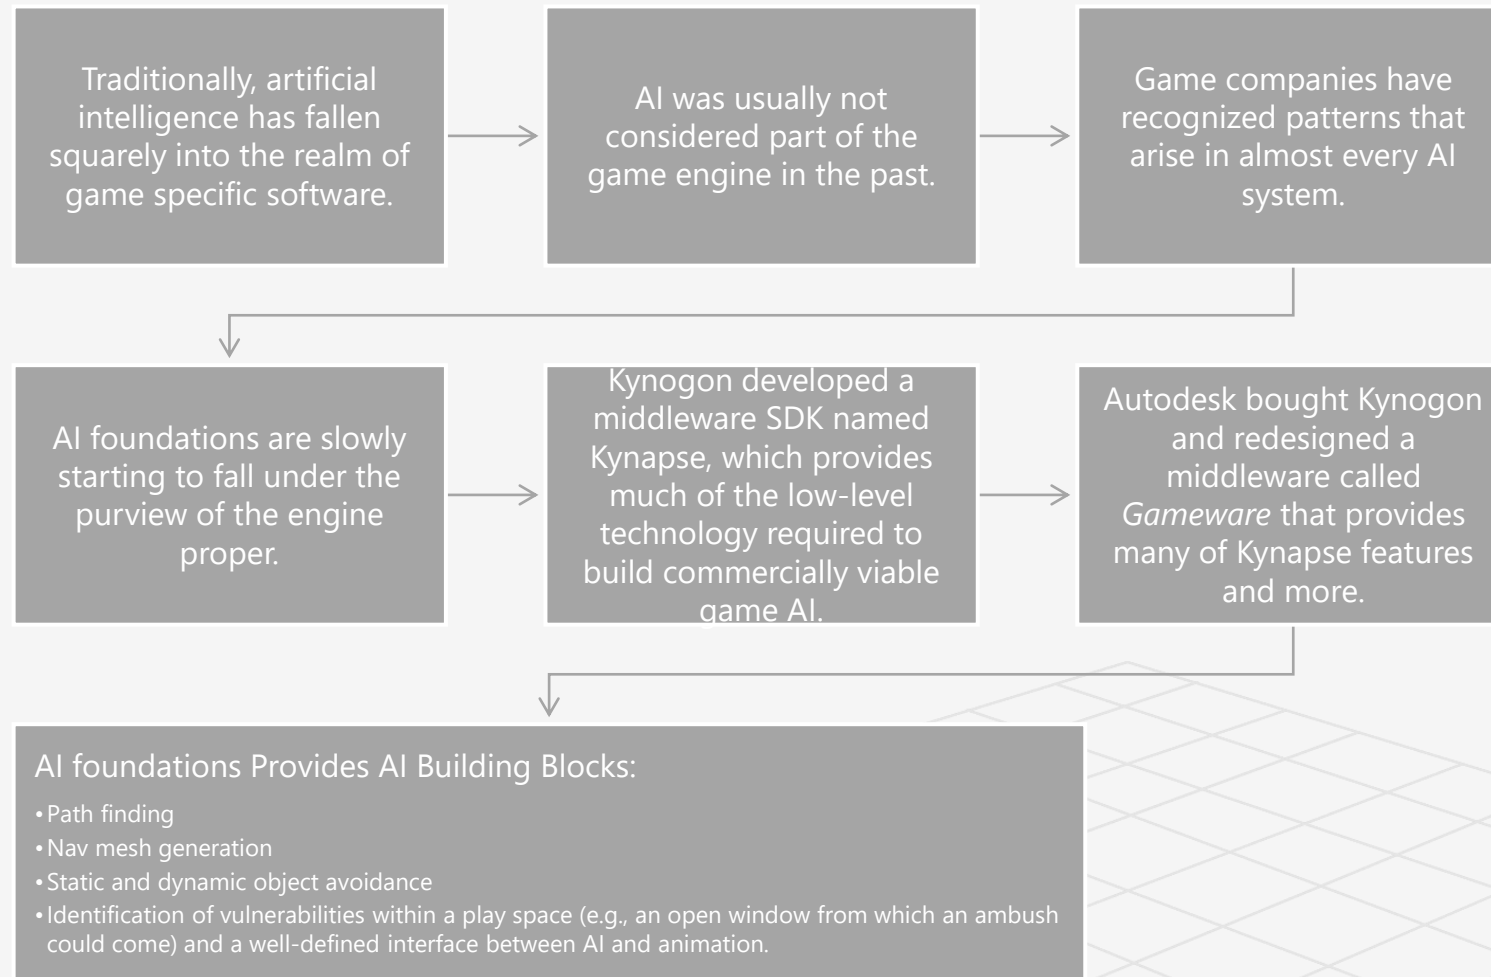 Traditionally, artificial
intelligence has fallen
squarely into the realm of
game specific software.
AI was usually not
considered part of the
game engine in the past.
Game companies have
recognized patterns that
arise in almost every AI
system.
AI foundations are slowly
starting to fall under the
purview of the engine
proper.
Kynogon developed a
middleware SDK named
Kynapse, which provides
much of the low-level
technology required to
build commercially viable
game AI.
Autodesk bought Kynogon
and redesigned a
middleware called
Gameware that provides
many of Kynapse features
and more.
AI foundations Provides AI Building Blocks:
• Path finding
• Nav mesh generation
• Static and dynamic object avoidance
• Identification of vulnerabilities within a play space (e.g., an open window from which an ambush
could come) and a well-defined interface between AI and animation.